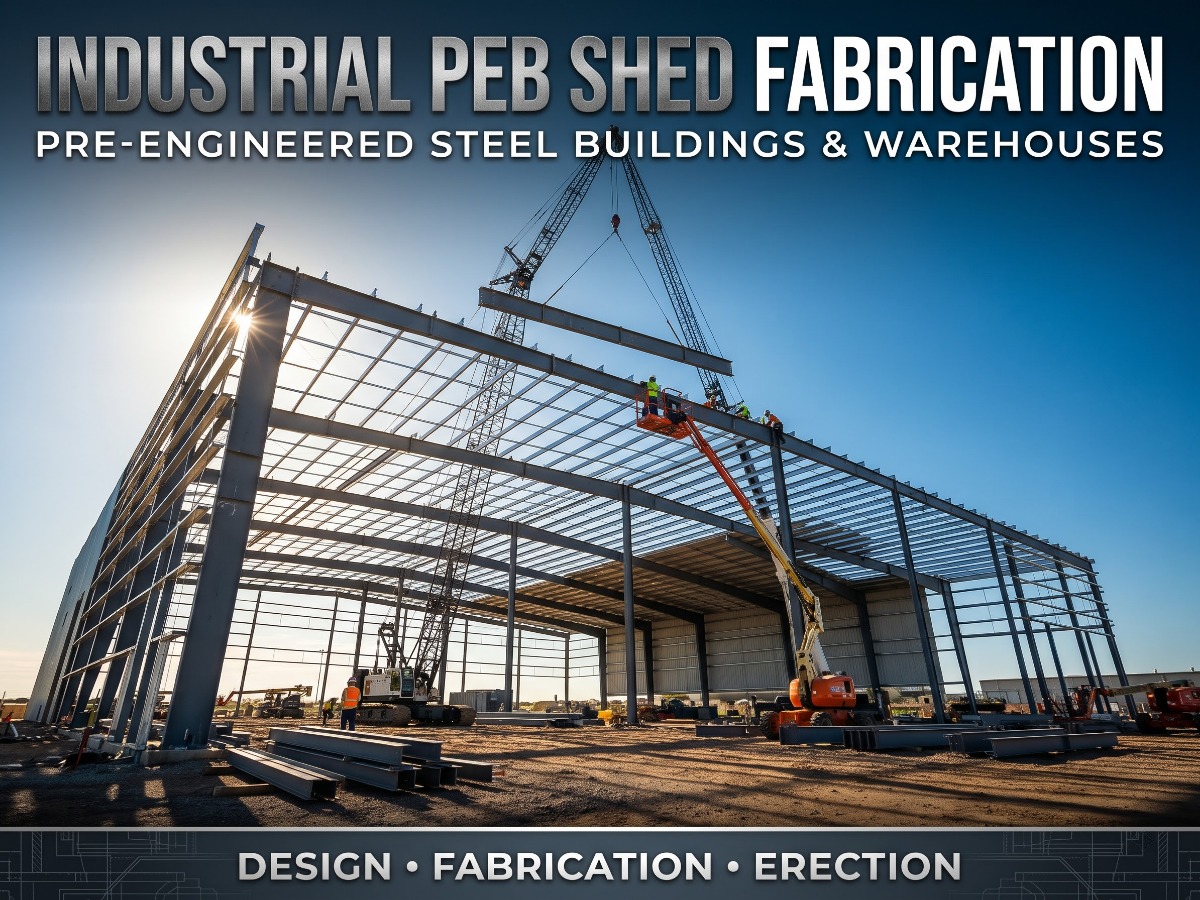 INDUSTRIAL PEB SHED FABRICATION
PRE-ENGINEERED STEEL BUILDINGS & WAREHOUSES
DESIGN • FABRICATION • ERECTION